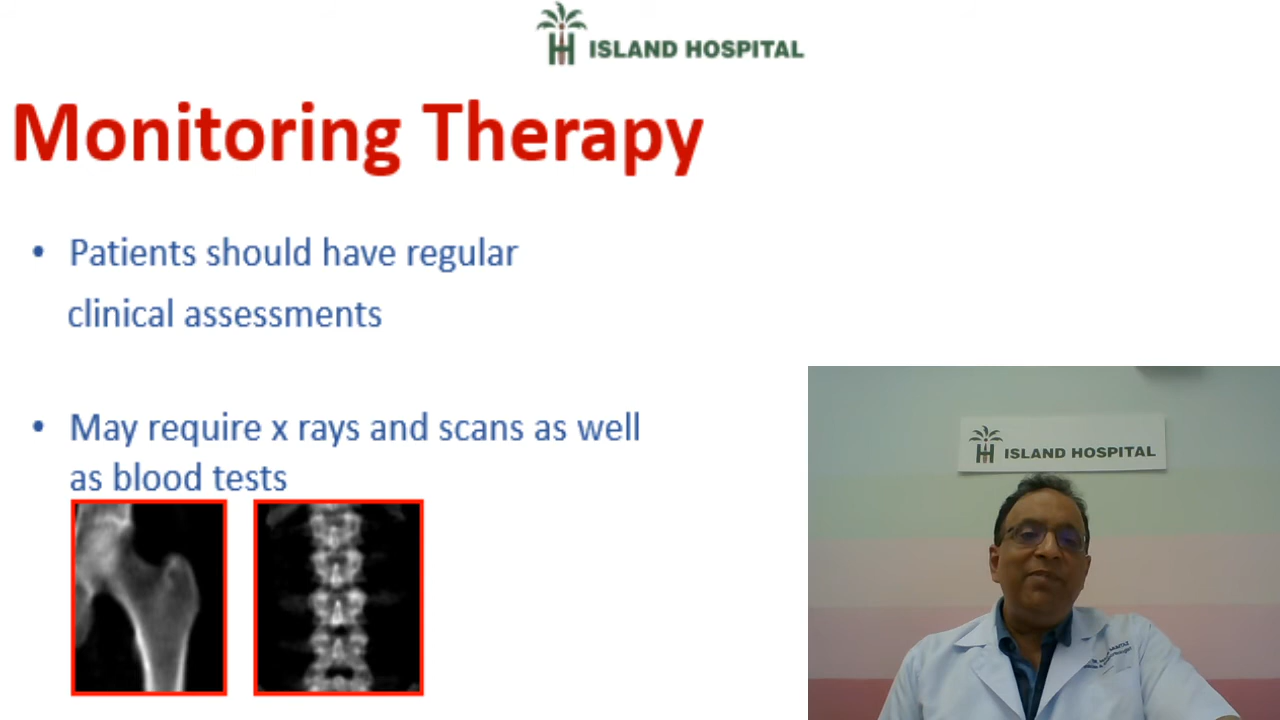 ISLAND HOSPITAL
Monitoring Therapy
• Patients should have regular
clinical assessments
• May require x rays and scans as well
as blood tests
ISLAND HOSPITAL